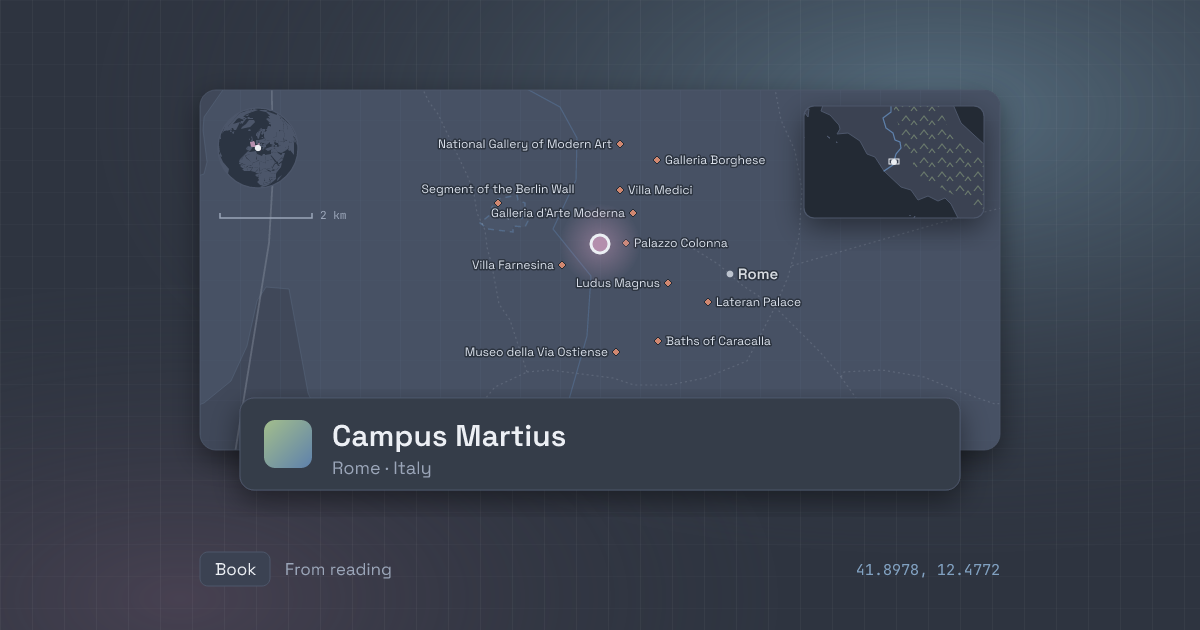 National Gallery of Modern Art
Galleria Borghese
Segment of the Berlin Wall
Villa Medici
2 km
Galleria d'Arte Moderna
Palazzo Colonna
Villa Farnesina
Rome
Ludus Magnus
Lateran Palace
Baths of Caracalla
Museo della Via Ostiense
Campus Martius
Rome · Italy
Book
From reading
41.8978, 12.4772